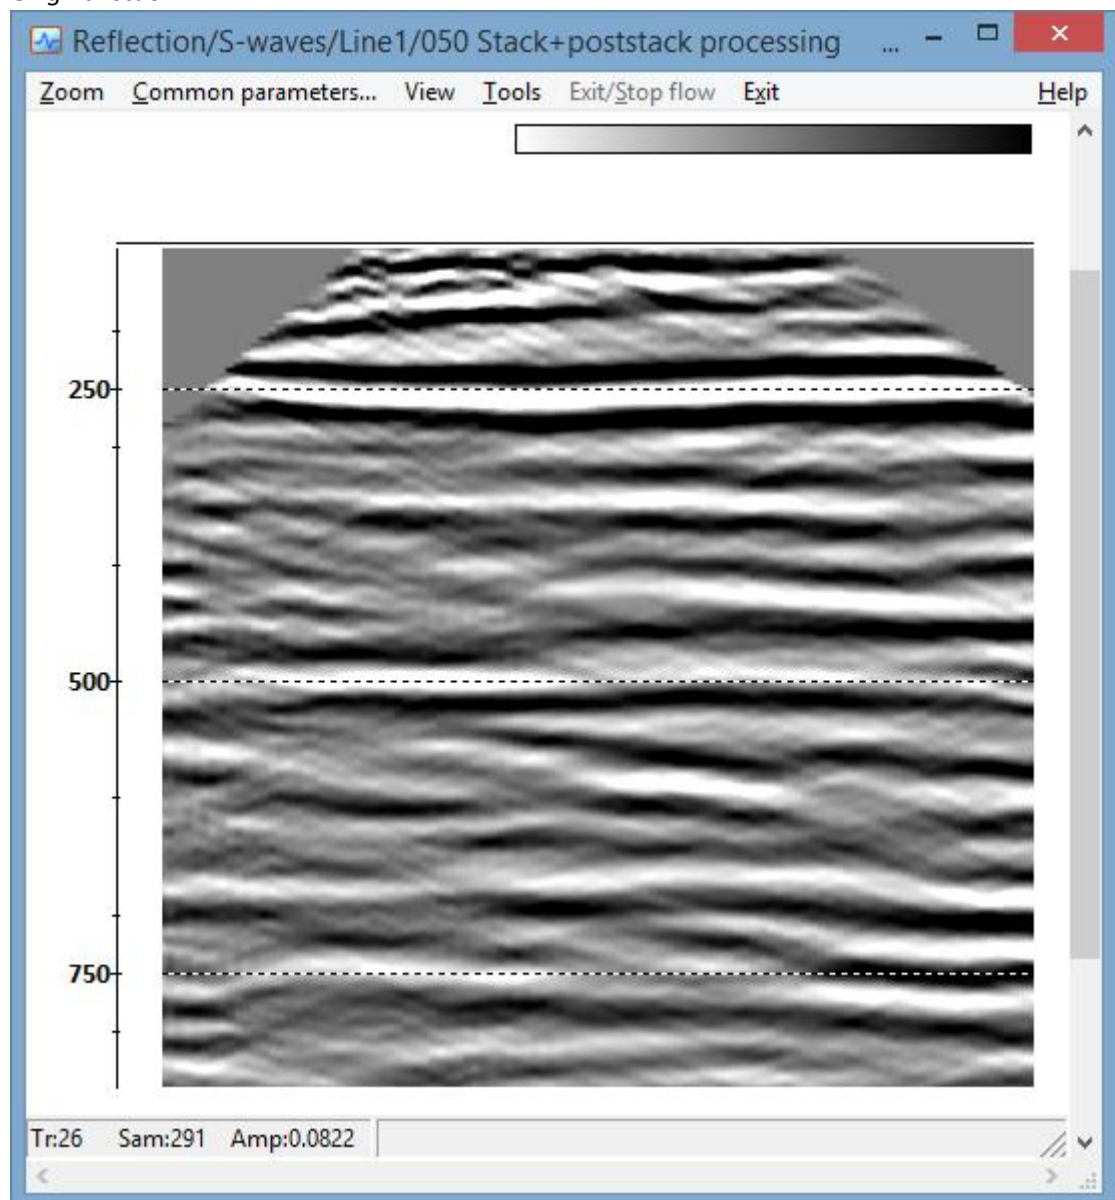 Reflection/S-waves/Line1/050 Stack+poststack processing ...
Zoom Common parameters... View Tools Exit/Stop flow Exit Help
250
500
750
Tr:26 Sam:291 Amp:0.0822